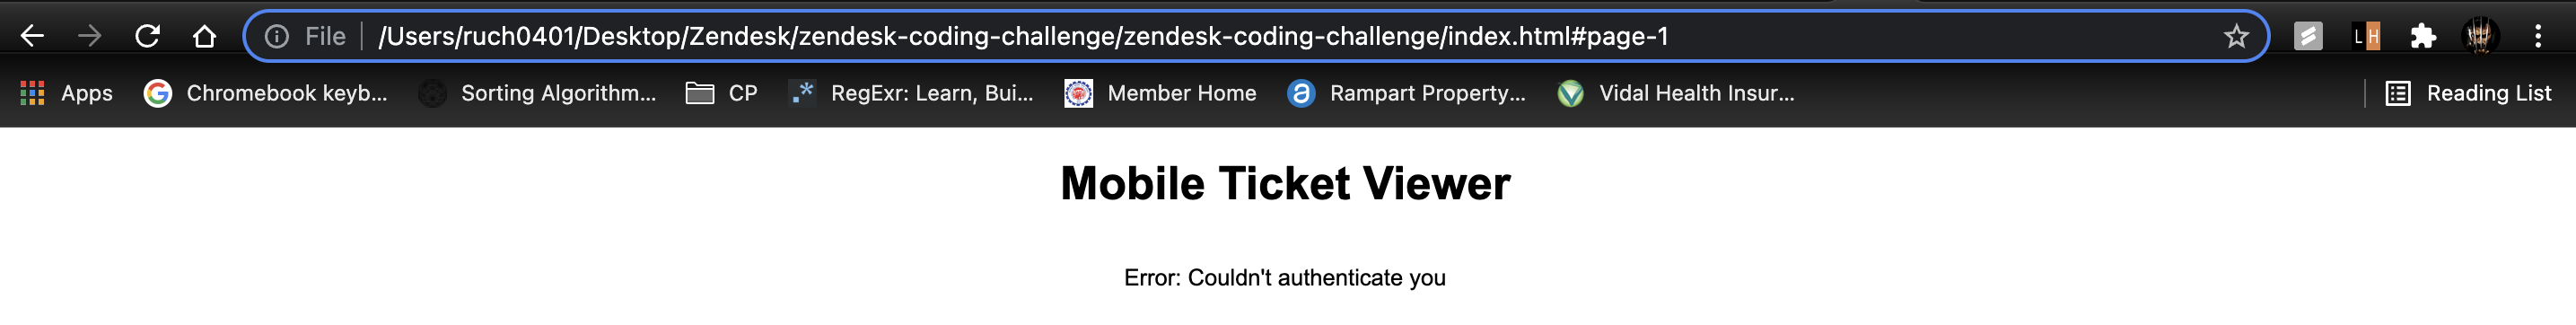 File /Users/ruch0401/Desktop/Zendesk/zendesk-coding-challenge/zendesk-coding-challenge/index.html#page-1 LH
Apps Chromebook keyb... Sorting Algorithm... CP RegExr: Learn, Bui... Member Home Rampart Property... Vidal Health Insur... Reading List
Mobile Ticket Viewer
Error: Couldn't authenticate you